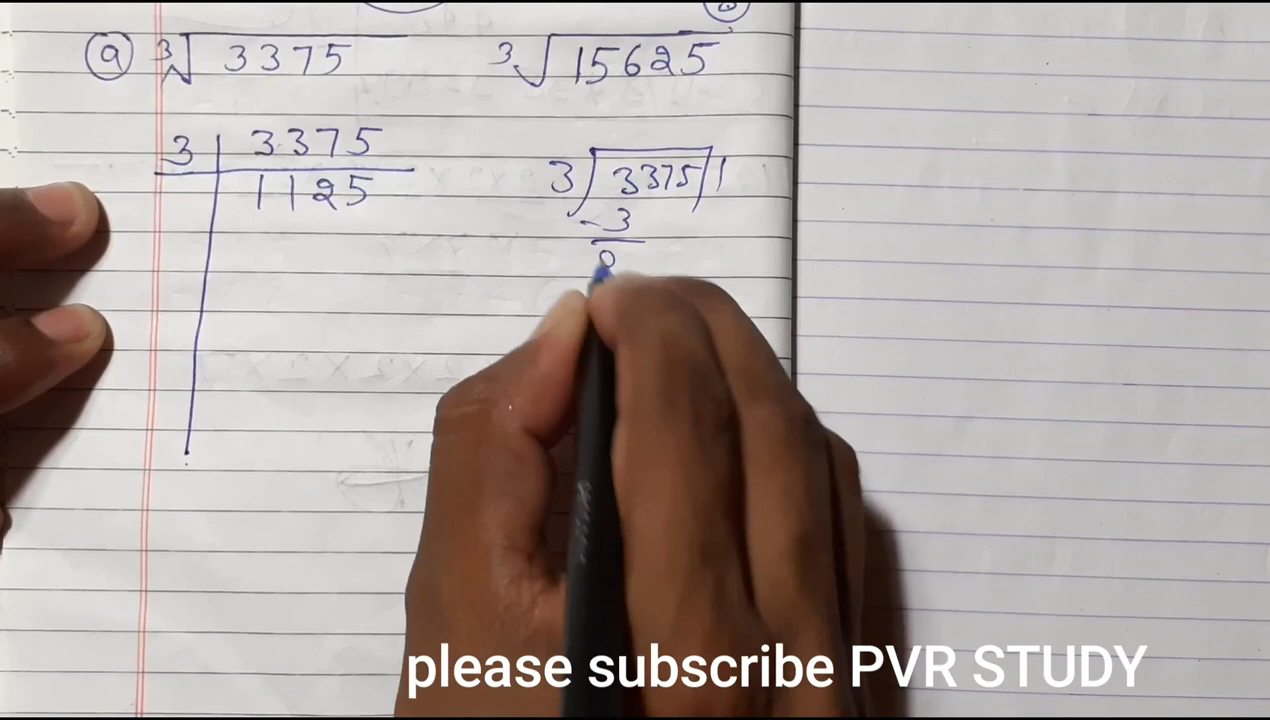 ⓐ ∛3375 ∛15625
3 | 3375
1125
3 ) 3375 ( 1
-3
0
please subscribe PVR STUDY